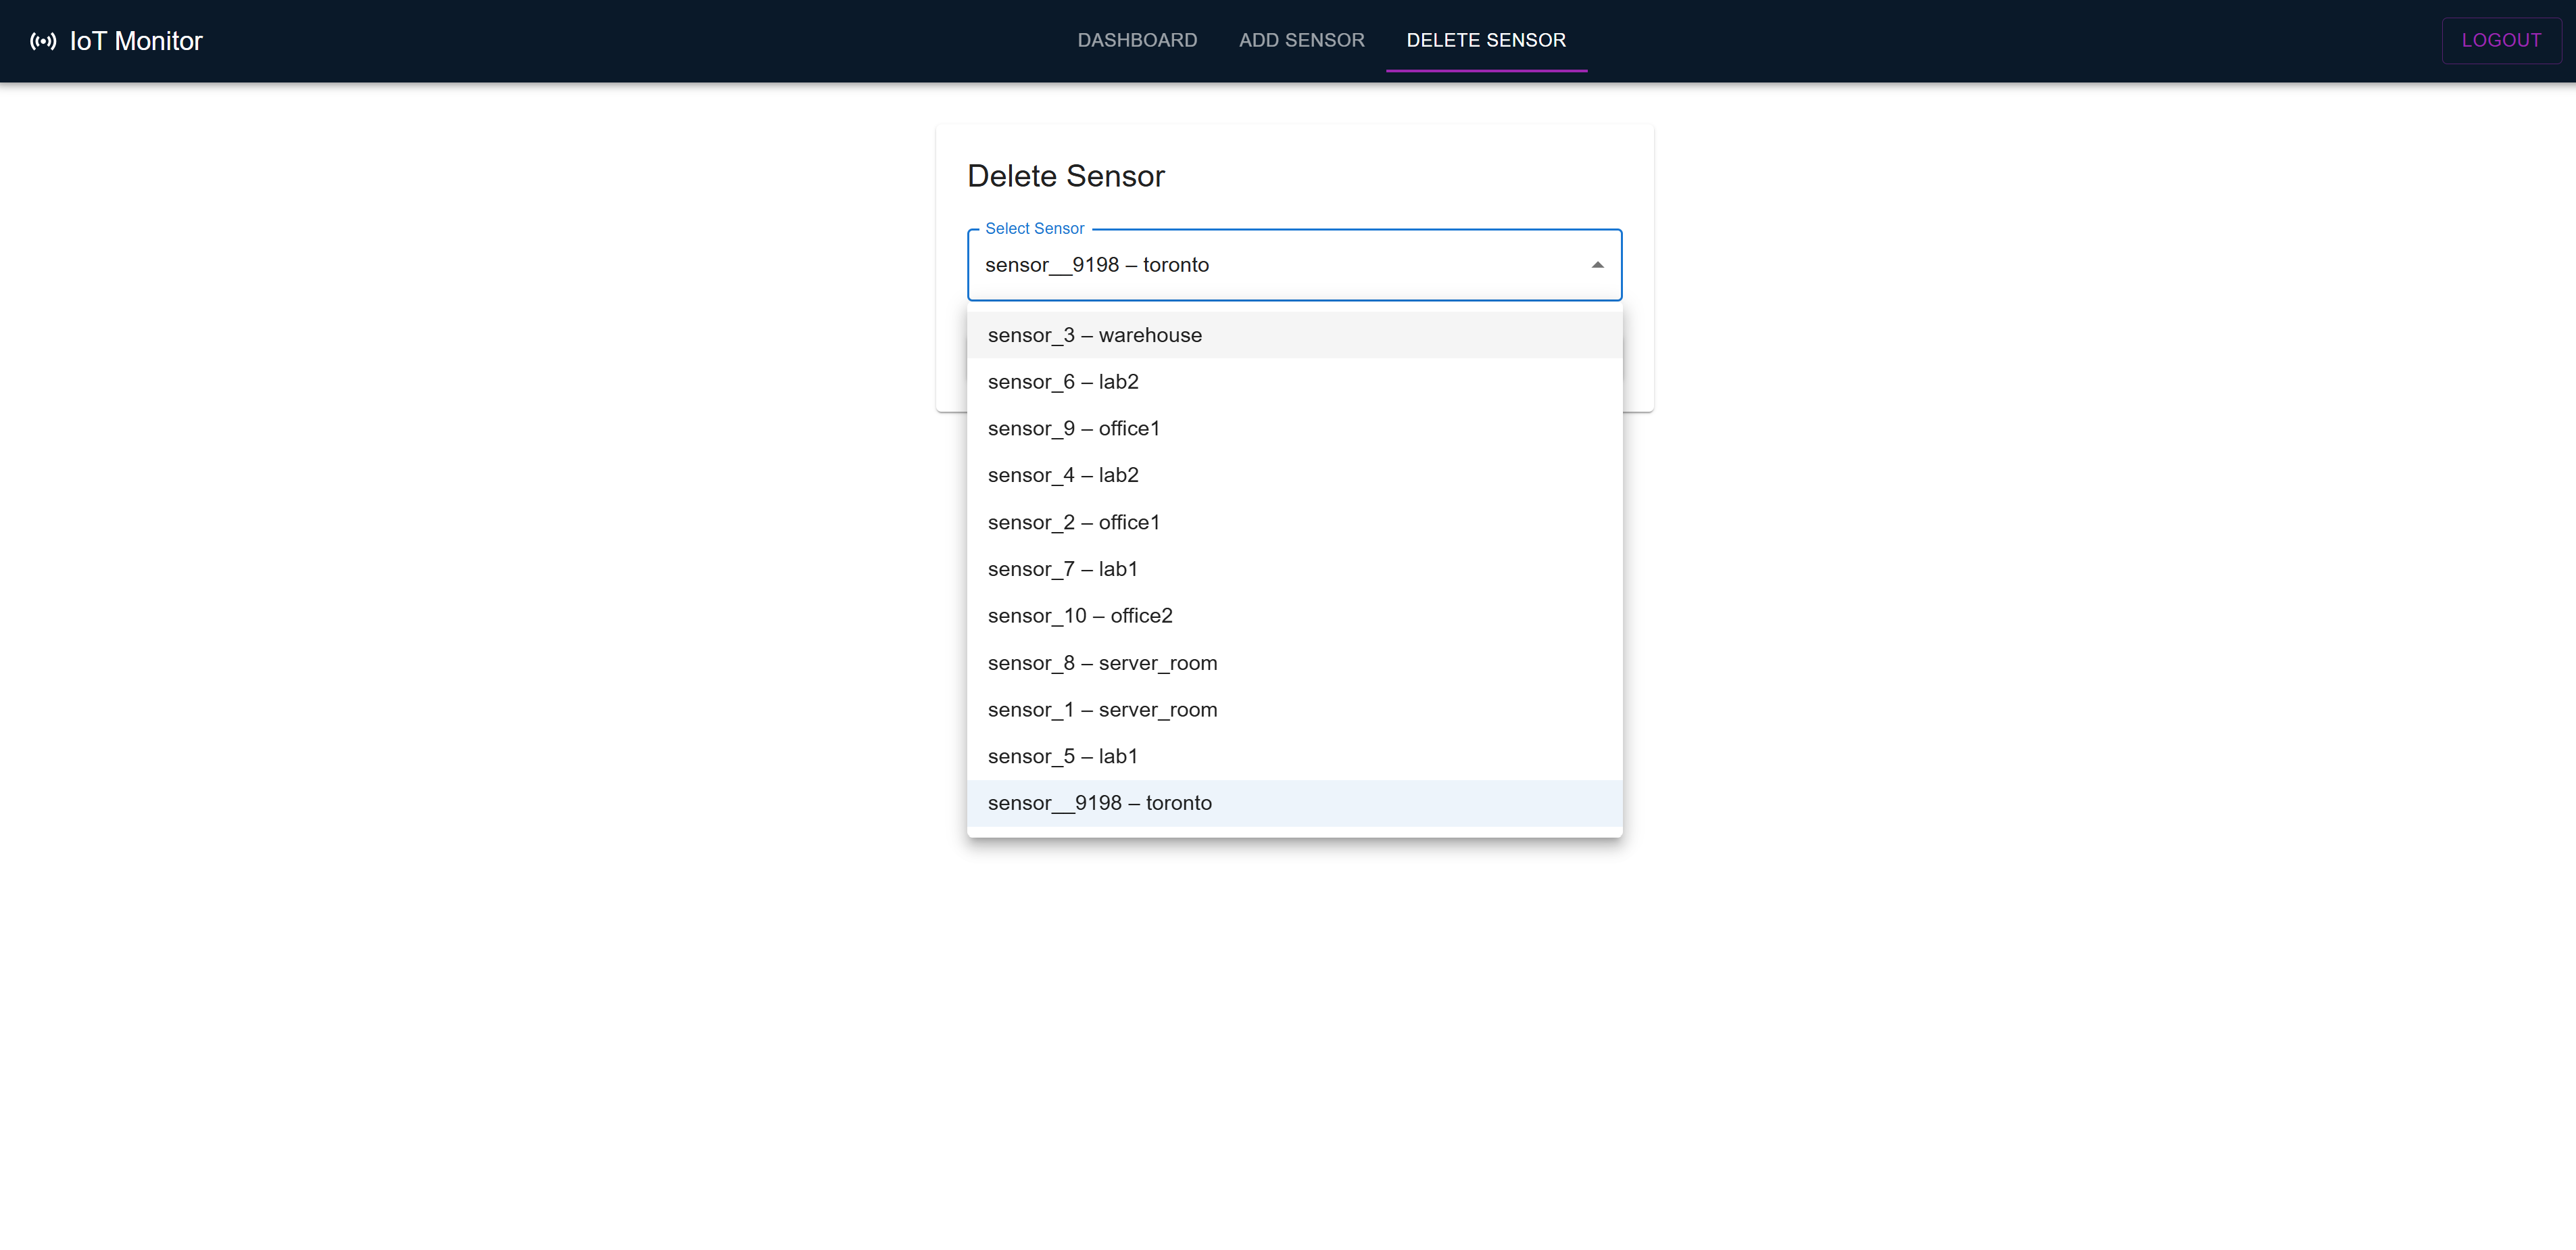 IoT Monitor
DASHBOARD
ADD SENSOR
DELETE SENSOR
LOGOUT
Delete Sensor
Select Sensor
sensor__9198 – toronto
sensor_3 – warehouse
sensor_6 – lab2
sensor_9 – office1
sensor_4 – lab2
sensor_2 – office1
sensor_7 – lab1
sensor_10 – office2
sensor_8 – server_room
sensor_1 – server_room
sensor_5 – lab1
sensor__9198 – toronto